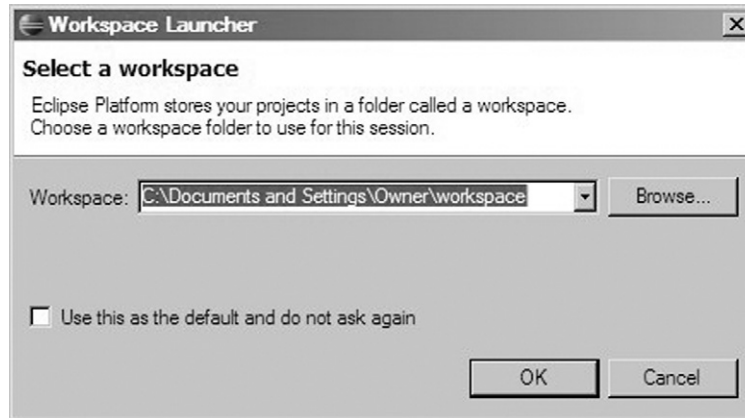 Workspace Launcher
Select a workspace
Eclipse Platform stores your projects in a folder called a workspace.
Choose a workspace folder to use for this session.
Workspace: C:\Documents and Settings\Owner\workspace Browse...
Use this as the default and do not ask again
OK Cancel